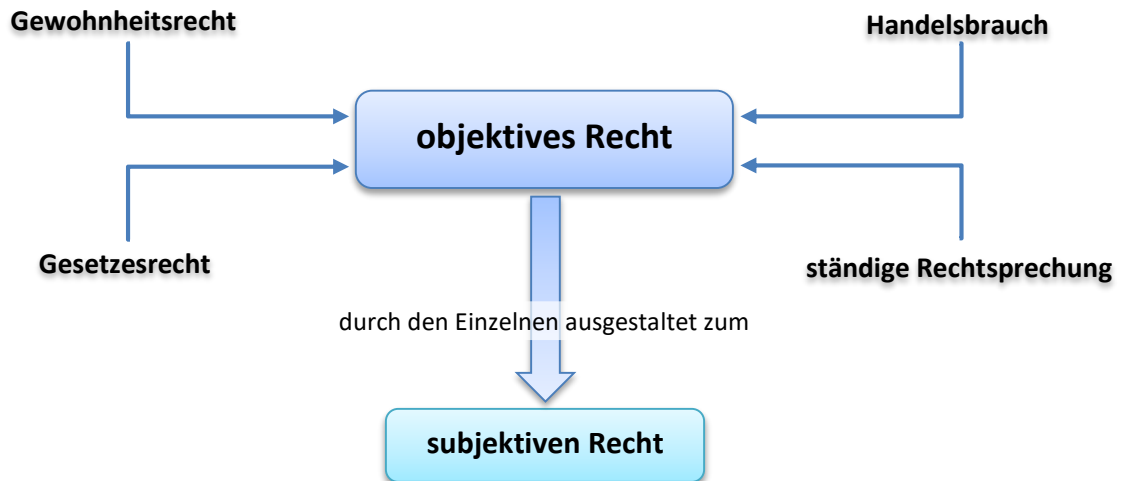 Gewohnheitsrecht
Handelsbrauch
objektives Recht
Gesetzesrecht
ständige Rechtsprechung
durch den Einzelnen ausgestaltet zum
subjektiven Recht